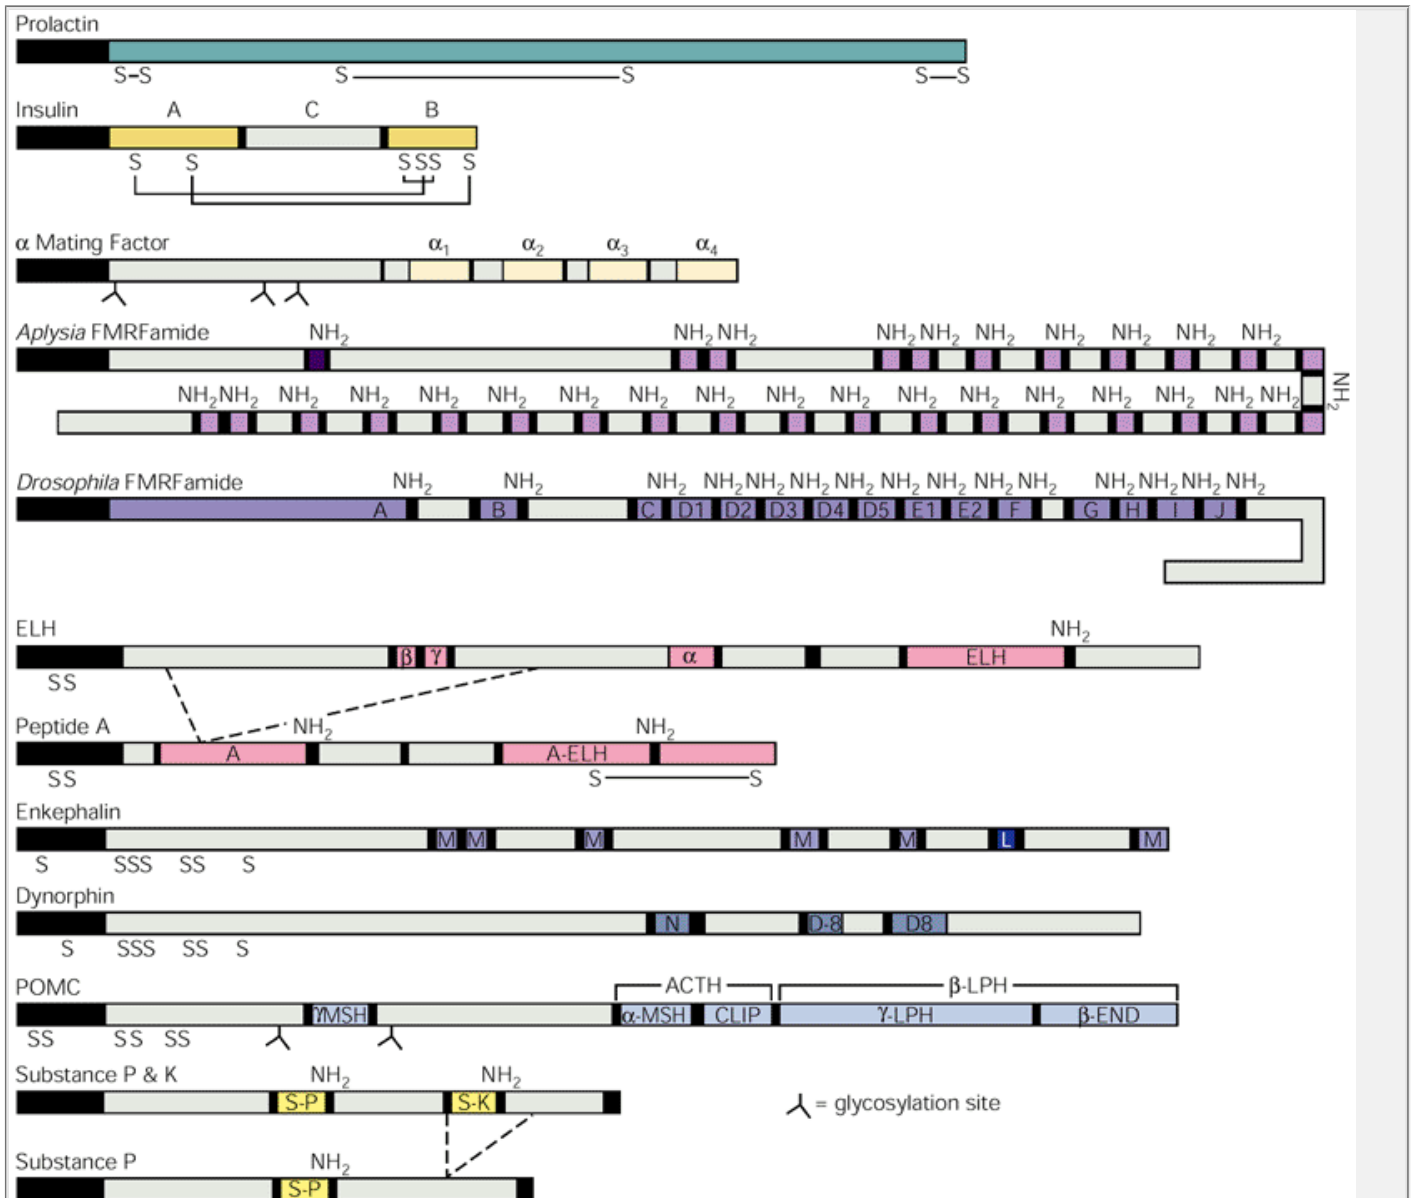 Prolactin
S–S S S S S
Insulin A C B
S S SSS S
α Mating Factor α1 α2 α3 α4
Aplysia FMRFamide NH2 NH2 NH2 NH2 NH2 NH2 NH2 NH2 NH2 NH2
NH2
NH2 NH2 NH2 NH2 NH2 NH2 NH2 NH2 NH2 NH2 NH2 NH2 NH2 NH2 NH2 NH2 NH2
Drosophila FMRFamide NH2 NH2 NH2 NH2 NH2 NH2 NH2 NH2 NH2 NH2 NH2 NH2 NH2 NH2 NH2
A B C D1 D2 D3 D4 D5 E1 E2 F G H I J
ELH NH2
β γ α ELH
SS
Peptide A NH2 NH2
A A-ELH
SS S S
Enkephalin
M M M M M L M
S SSS SS S
Dynorphin
N D-8 D8
S SSS SS S
POMC ACTH β-LPH
γMSH α-MSH CLIP γ-LPH β-END
SS SS SS
Substance P & K NH2 NH2
S-P S-K = glycosylation site
Substance P NH2
S-P